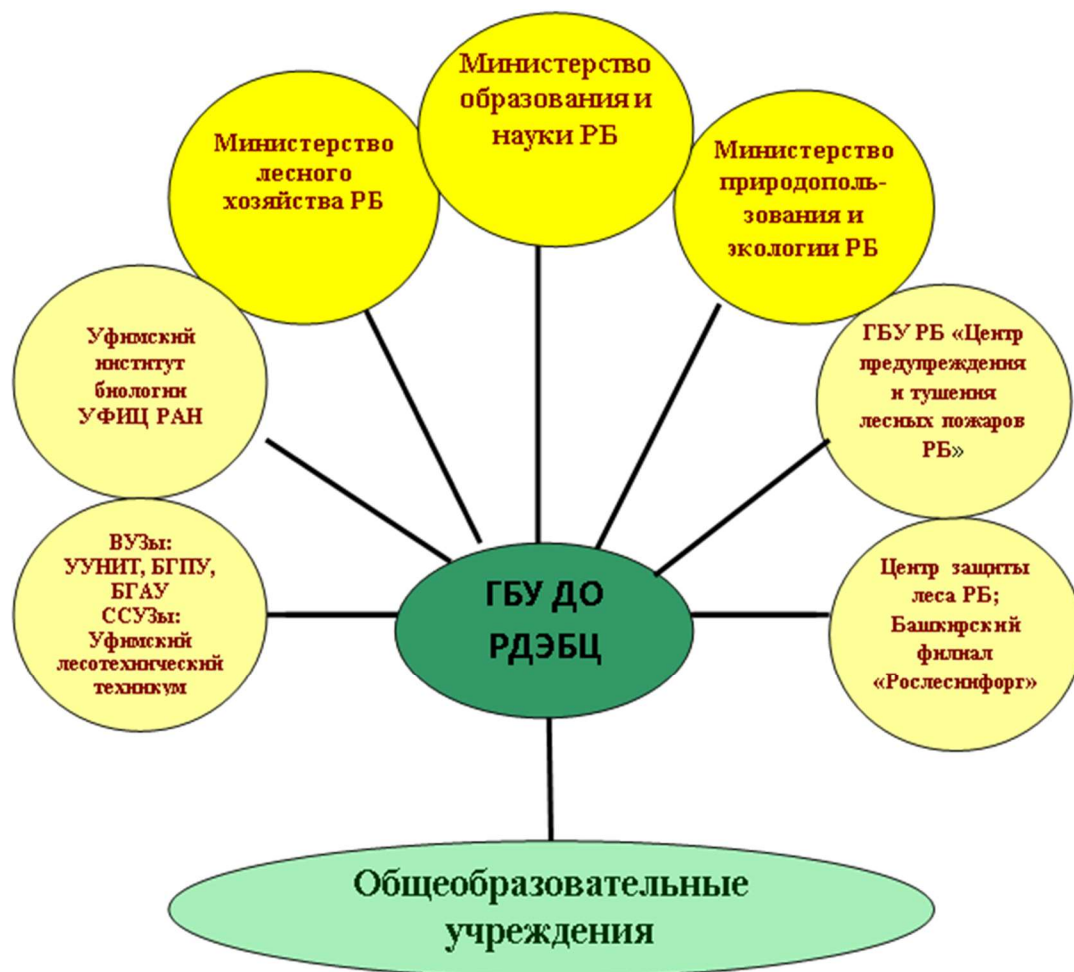 Министерство
образования и
науки РБ
Министерство
лесного
хозяйства РБ
Министерство
природополь-
зования и
экологии РБ
Уфимский
институт
биологии
УФИЦ РАН
ГБУ РБ «Центр
предупреждения
и тушения
лесных пожаров
РБ»
ВУЗы:
УУНИТ, БГПУ,
БГАУ
ССУЗы:
Уфимский
лесотехнический
техникум
ГБУ ДО
РДЭБЦ
Центр защиты
леса РБ;
Башкирский
филиал
«Рослесинфорг»
Общеобразовательные
учреждения